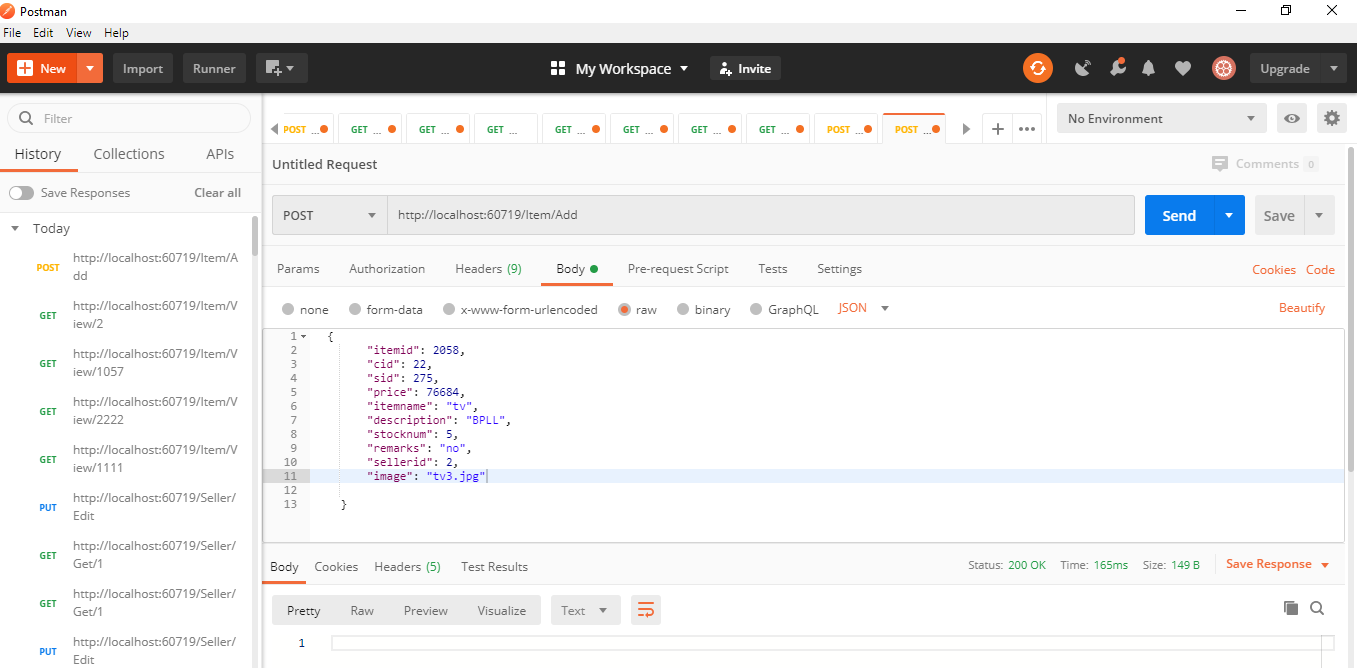 Postman
File Edit View Help
New Import Runner My Workspace Invite Upgrade
Filter
History Collections APIs
Save Responses Clear all
Today
POST http://localhost:60719/Item/A
dd
GET http://localhost:60719/Item/V
iew/2
GET http://localhost:60719/Item/V
iew/1057
GET http://localhost:60719/Item/V
iew/2222
GET http://localhost:60719/Item/V
iew/1111
PUT http://localhost:60719/Seller/
Edit
GET http://localhost:60719/Seller/
Get/1
GET http://localhost:60719/Seller/
Get/1
PUT http://localhost:60719/Seller/
Edit
POST ... GET ... GET ... GET ... GET ... GET ... GET ... GET ... POST ... POST ...
No Environment
Untitled Request Comments 0
POST http://localhost:60719/Item/Add Send Save
Params Authorization Headers (9) Body Pre-request Script Tests Settings Cookies Code
none form-data x-www-form-urlencoded raw binary GraphQL JSON Beautify
1 {
2 "itemid": 2058,
3 "cid": 22,
4 "sid": 275,
5 "price": 76684,
6 "itemname": "tv",
7 "description": "BPLL",
8 "stocknum": 5,
9 "remarks": "no",
10 "sellerid": 2,
11 "image": "tv3.jpg"
12
13 }
Body Cookies Headers (5) Test Results Status: 200 OK Time: 165ms Size: 149 B Save Response
Pretty Raw Preview Visualize Text
1